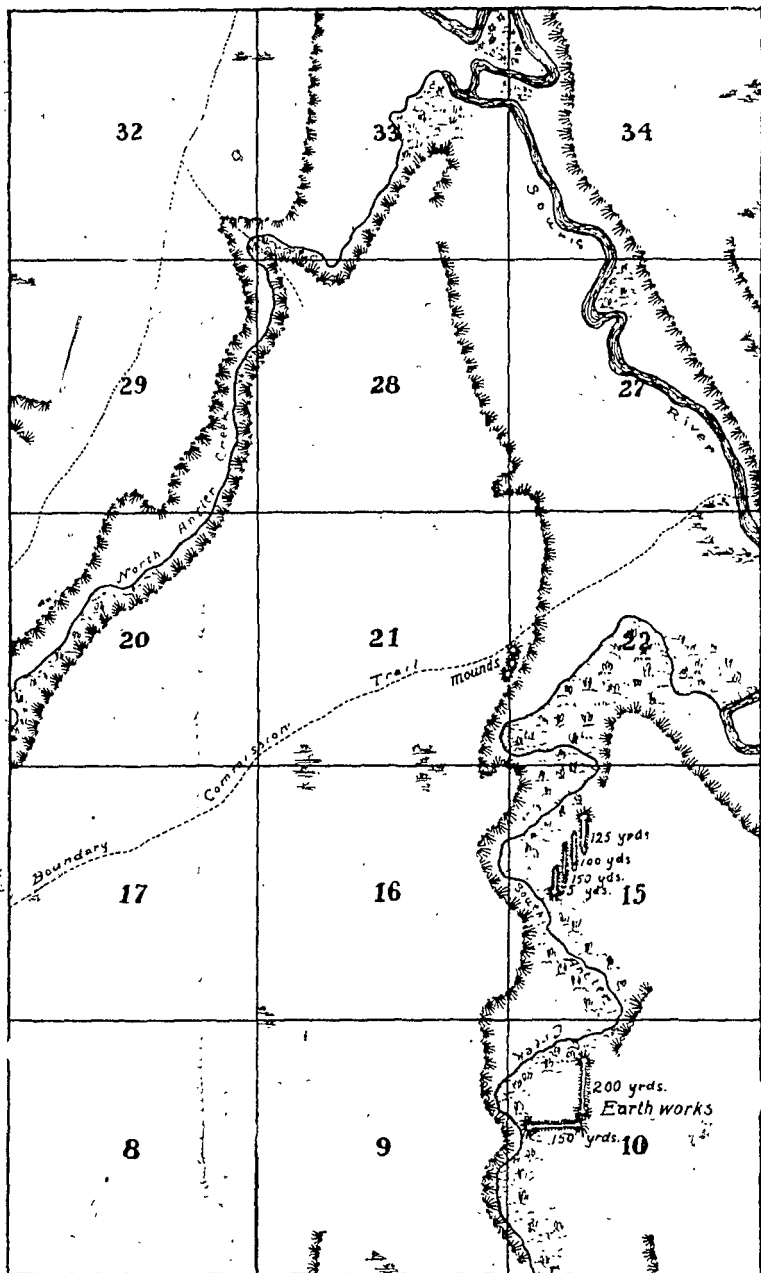 32
33
34
Souris
River
29
28
27
North Antler Creek
20
21
22
Boundary Commission Trail
Mounds
125 yrds
100 yds
150 yds.
yds.
17
16
15
South Antler Creek
200 yrds.
Earth works
150 yrds.
8
9
10